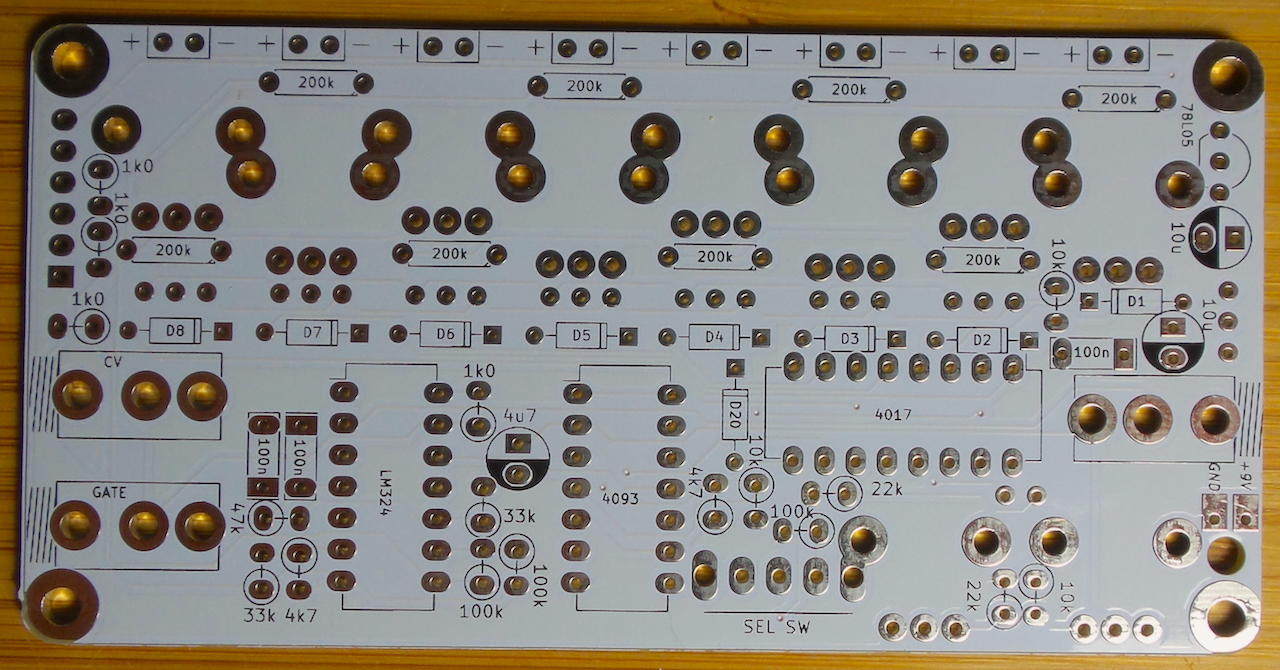 + − + − + − + − + − + − + − + −
200k 200k 200k 200k
78L05
1k0
1k0
200k 200k 200k 200k
10k
10u
1k0
D1
10u
D8 D7 D6 D5 D4 D3 D2
100n
CV
1k0
4u7
D20
4017
100n 100n
LM324
4093
10k
4k7
22k
GND +9V
GATE
47k
33k
100k
33k 4k7
100k
100k
22k
10k
SEL SW